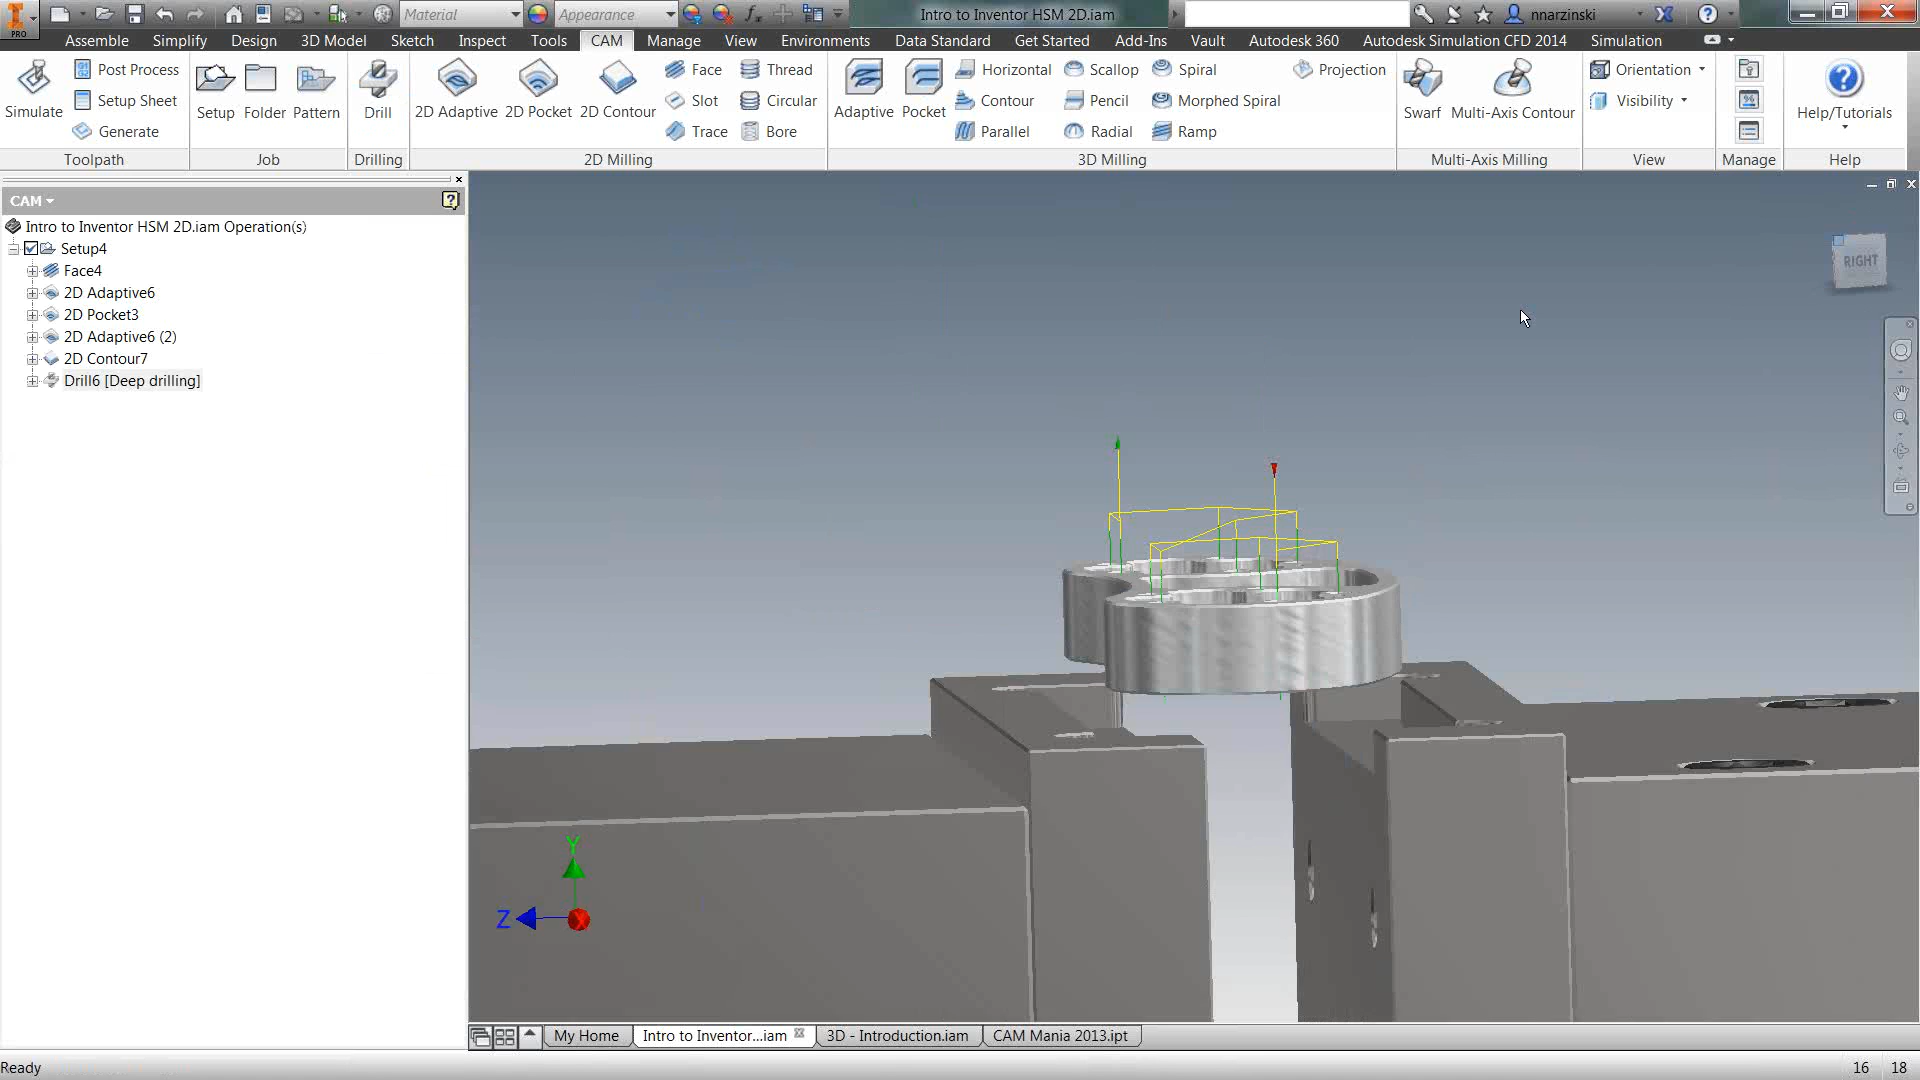 PRO
Material
Appearance
Intro to Inventor HSM 2D.iam
nnarzinski
Assemble Simplify Design 3D Model Sketch Inspect Tools CAM Manage View Environments Data Standard Get Started Add-Ins Vault Autodesk 360 Autodesk Simulation CFD 2014 Simulation
Simulate
Post Process
Setup Sheet
Generate
Toolpath
Setup Folder Pattern
Job
Drill
Drilling
2D Adaptive 2D Pocket 2D Contour
Face
Slot
Trace
Thread
Circular
Bore
2D Milling
Adaptive Pocket
Horizontal
Contour
Parallel
Scallop
Pencil
Radial
Spiral
Morphed Spiral
Ramp
Projection
3D Milling
Swarf Multi-Axis Contour
Multi-Axis Milling
Orientation
Visibility
View
Manage
Help/Tutorials
Help
CAM
Intro to Inventor HSM 2D.iam Operation(s)
Setup4
Face4
2D Adaptive6
2D Pocket3
2D Adaptive6 (2)
2D Contour7
Drill6 [Deep drilling]
RIGHT
Y
Z
My Home Intro to Inventor...iam 3D - Introduction.iam CAM Mania 2013.ipt
Ready
16 18